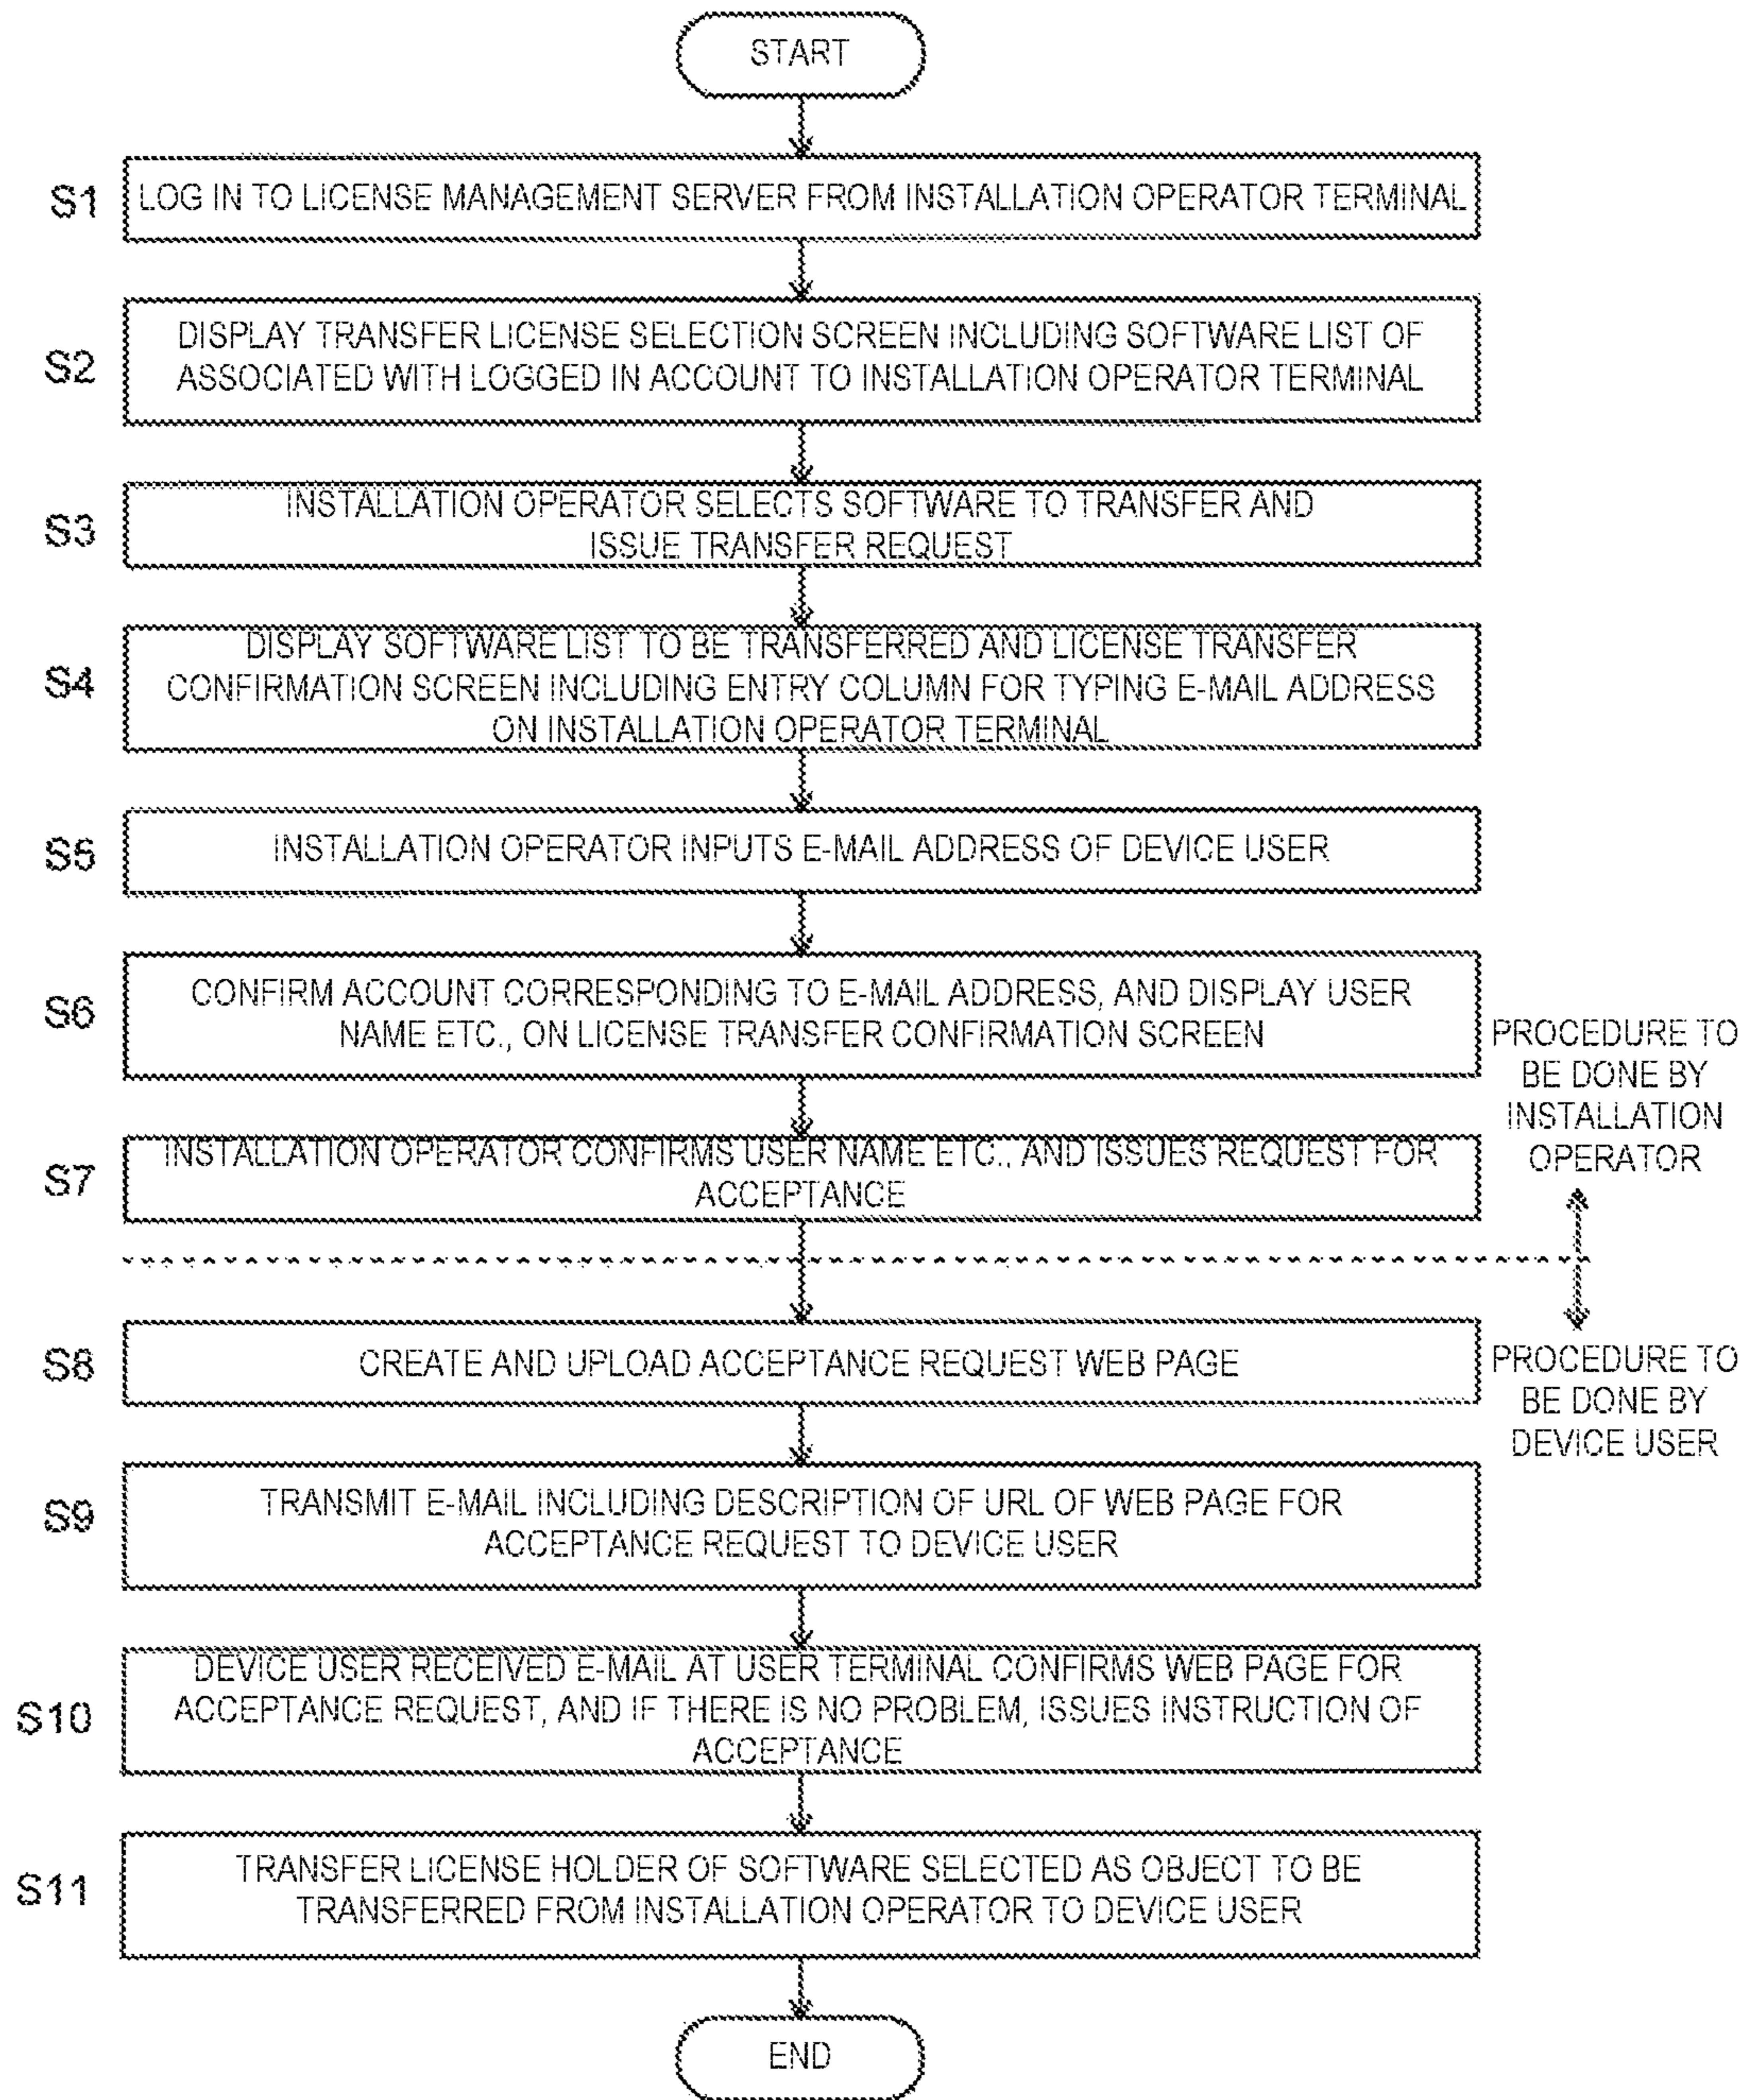 START
S1
LOG IN TO LICENSE MANAGEMENT SERVER FROM INSTALLATION OPERATOR TERMINAL
S2
DISPLAY TRANSFER LICENSE SELECTION SCREEN INCLUDING SOFTWARE LIST OF
ASSOCIATED WITH LOGGED IN ACCOUNT TO INSTALLATION OPERATOR TERMINAL
S3
INSTALLATION OPERATOR SELECTS SOFTWARE TO TRANSFER AND
ISSUE TRANSFER REQUEST
S4
DISPLAY SOFTWARE LIST TO BE TRANSFERRED AND LICENSE TRANSFER
CONFIRMATION SCREEN INCLUDING ENTRY COLUMN FOR TYPING E-MAIL ADDRESS
ON INSTALLATION OPERATOR TERMINAL
S5
INSTALLATION OPERATOR INPUTS E-MAIL ADDRESS OF DEVICE USER
S6
CONFIRM ACCOUNT CORRESPONDING TO E-MAIL ADDRESS, AND DISPLAY USER
NAME ETC., ON LICENSE TRANSFER CONFIRMATION SCREEN
PROCEDURE TO
BE DONE BY
INSTALLATION
OPERATOR
S7
INSTALLATION OPERATOR CONFIRMS USER NAME ETC., AND ISSUES REQUEST FOR
ACCEPTANCE
S8
CREATE AND UPLOAD ACCEPTANCE REQUEST WEB PAGE
PROCEDURE TO
BE DONE BY
DEVICE USER
S9
TRANSMIT E-MAIL INCLUDING DESCRIPTION OF URL OF WEB PAGE FOR
ACCEPTANCE REQUEST TO DEVICE USER
S10
DEVICE USER RECEIVED E-MAIL AT USER TERMINAL CONFIRMS WEB PAGE FOR
ACCEPTANCE REQUEST, AND IF THERE IS NO PROBLEM, ISSUES INSTRUCTION OF
ACCEPTANCE
S11
TRANSFER LICENSE HOLDER OF SOFTWARE SELECTED AS OBJECT TO BE
TRANSFERRED FROM INSTALLATION OPERATOR TO DEVICE USER
END